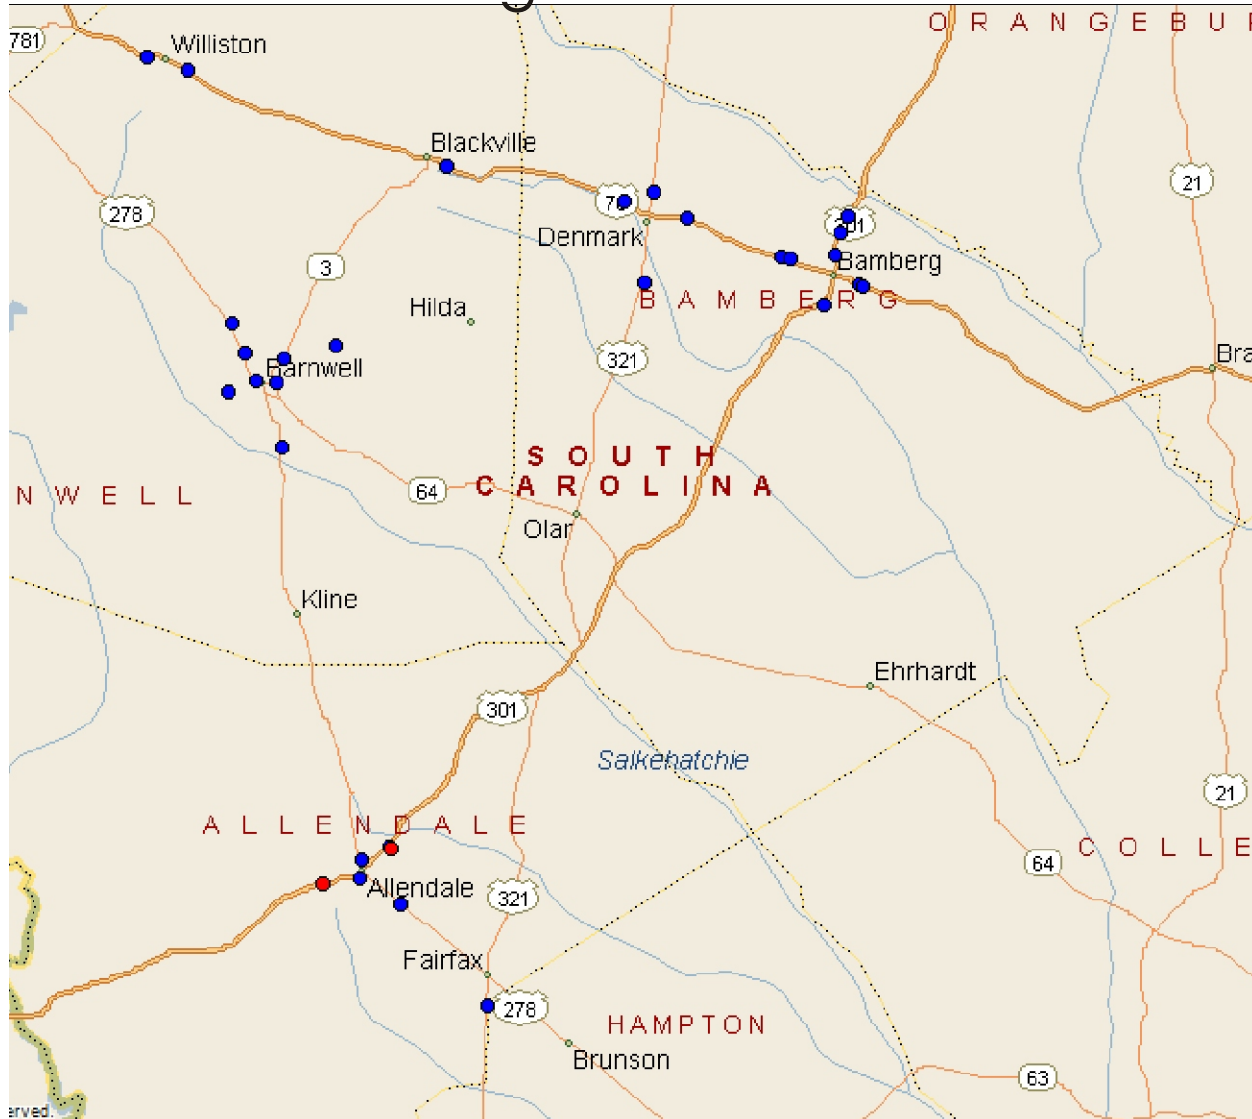 g
O R A N G E B U
781
Williston
Blackville
21
278
Denmark
3
Bamberg
Hilda
B A M B E R G
321
Bra
Barnwell
S O U T H
C A R O L I N A
N W E L L
64
Olar
Kline
Ehrhardt
301
Salkehatchie
21
A L L E N D A L E
C O L L E
64
Allendale
321
Fairfax
278
HAMPTON
Brunson
63
erved.